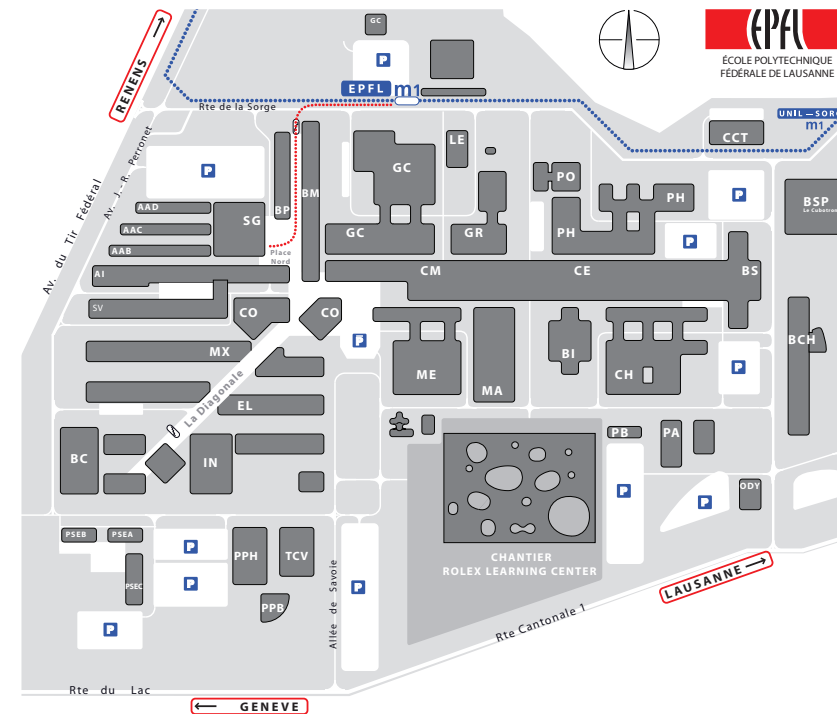 GC
P
EPFL
ÉCOLE POLYTECHNIQUE
FÉDÉRALE DE LAUSANNE
RENENS
EPFL m1
Rte de la Sorge
UNIL – SORGE
m1
CCT
LE
GC
P
P
PO
PH
BSP
Le Cubotron
Av. J.-R. Perronet
Av. du Tir Fédéral
AAD
AAC
AAB
SG
BP
BM
GC
GR
PH
P
Place
Nord
AI
CM
CE
BS
SV
CO
CO
P
BI
BCH
MX
ME
MA
CH
P
La Diagonale
EL
BC
IN
PB
PA
P
P
ODY
PSEB
PSEA
P
PPH
TCV
CHANTIER
ROLEX LEARNING CENTER
PSEC
P
PPB
P
Allée de Savoie
LAUSANNE
P
Rte Cantonale 1
Rte du Lac
GENEVE